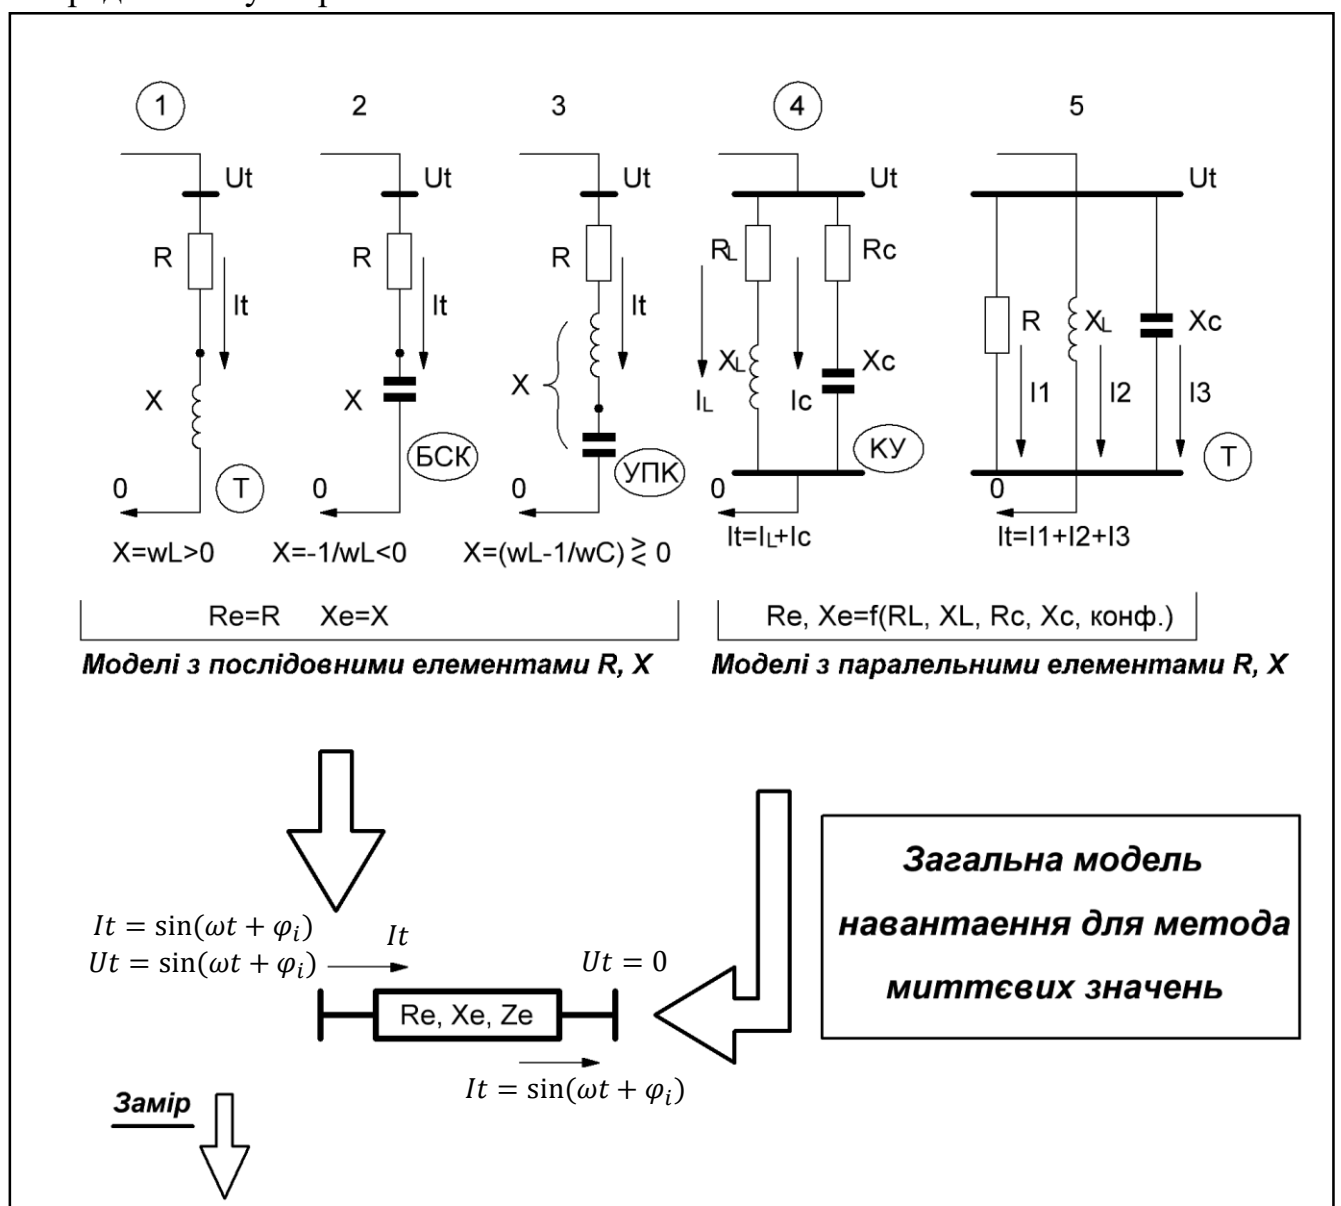 1 2 3 4 5
Ut Ut Ut Ut Ut
R R R RL Rc
It It It
R XL Xc
X X X XL Xc
IL Ic I1 I2 I3
БСК УПК КУ Т
0 Т 0 0 0 0
X=wL>0 X=-1/wL<0 X=(wL-1/wC) ≷ 0 It=IL+Ic It=I1+I2+I3
Re=R Xe=X Re, Xe=f(RL, XL, Rc, Xc, конф.)
Моделі з послідовними елементами R, X Моделі з паралельними елементами R, X
It = sin(ωt + φi) It
Ut = sin(ωt + φi) Ut = 0
Re, Xe, Ze
It = sin(ωt + φi)
Загальна модель
навантаення для метода
миттєвих значень
Замір